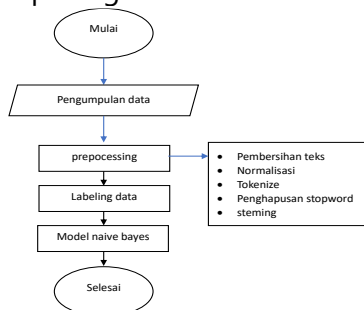 Mulai
Pengumpulan data
prepocessing
Pembersihan teks
Normalisasi
Tokenize
Penghapusan stopword
steming
Labeling data
Model naive bayes
Selesai